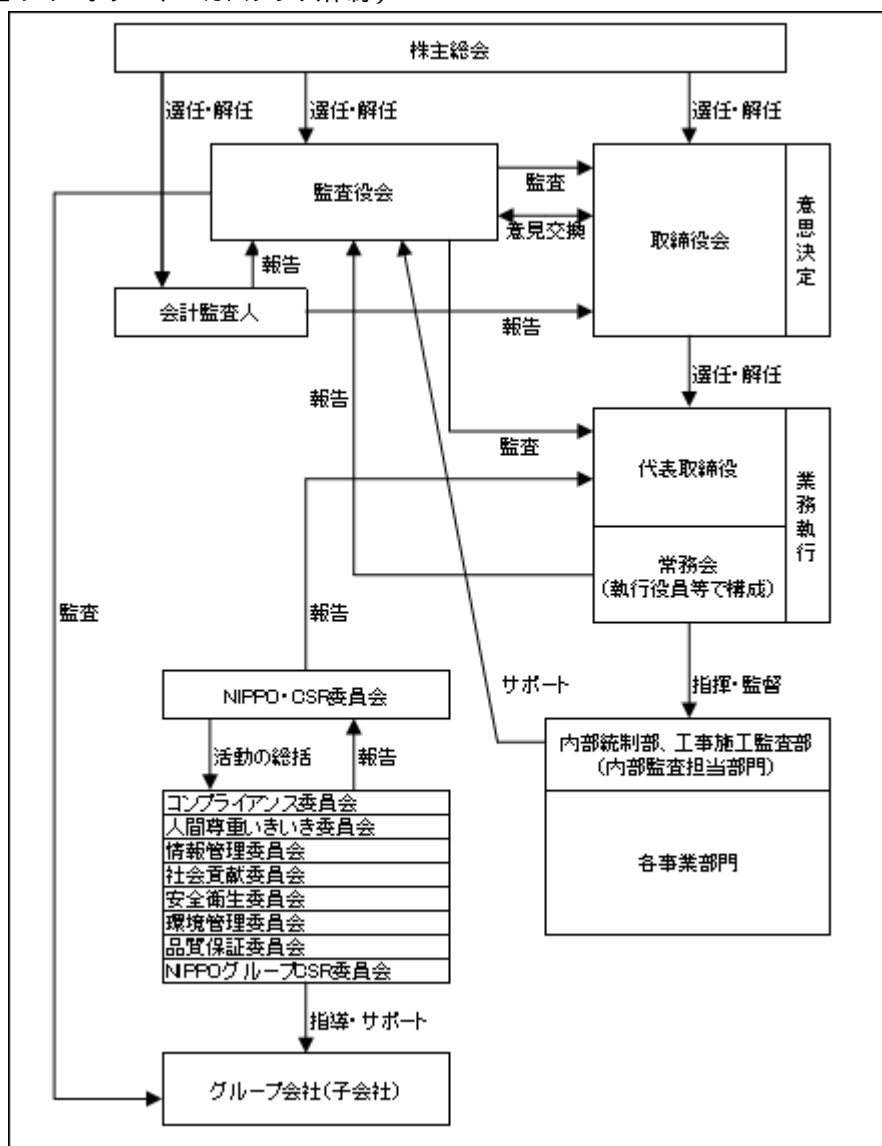 株主総会
選任・解任
選任・解任
選任・解任
監査役会
監査
意見交換
取締役会
意思決定
報告
会計監査人
報告
選任・解任
報告
監査
代表取締役
業務執行
常務会
(執行役員等で構成)
監査
報告
サポート
指揮・監督
NIPPO・CSR委員会
活動の総括
報告
内部統制部、工事施工監査部
(内部監査担当部門)
各事業部門
コンプライアンス委員会
人間尊重いきいき委員会
情報管理委員会
社会貢献委員会
安全衛生委員会
環境管理委員会
品質保証委員会
NIPPOグループCSR委員会
指導・サポート
グループ会社(子会社)